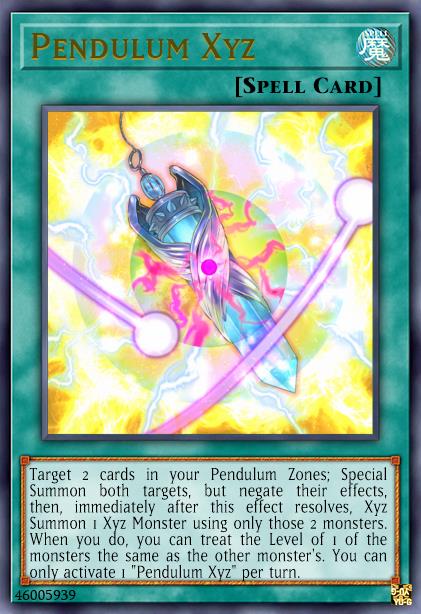 Pendulum Xyz
SPELL
魔
[Spell Card]
Target 2 cards in your Pendulum Zones; Special
Summon both targets, but negate their effects,
then, immediately after this effect resolves, Xyz
Summon 1 Xyz Monster using only those 2 monsters.
When you do, you can treat the Level of 1 of the
monsters the same as the other monster's. You can
only activate 1 "Pendulum Xyz" per turn.
46005939